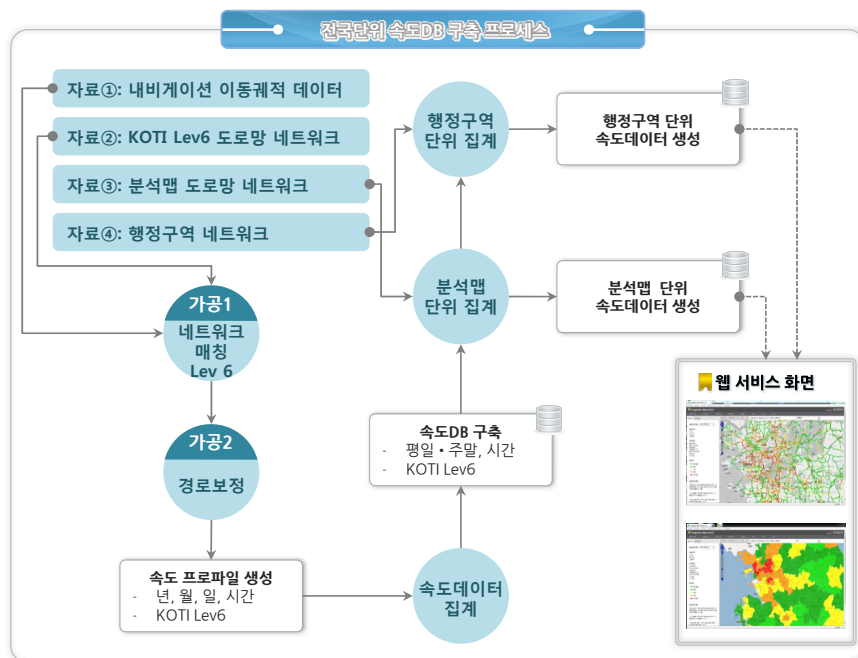 전국단위 속도DB 구축 프로세스
자료①: 내비게이션 이동궤적 데이터
자료②: KOTI Lev6 도로망 네트워크
자료③: 분석맵 도로망 네트워크
자료④: 행정구역 네트워크
행정구역
단위 집계
행정구역 단위
속도데이터 생성
분석맵
단위 집계
분석맵 단위
속도데이터 생성
가공1
네트워크
매칭
Lev 6
가공2
경로보정
속도 프로파일 생성
- 년, 월, 일, 시간
- KOTI Lev6
속도데이터
집계
속도DB 구축
- 평일·주말, 시간
- KOTI Lev6
웹 서비스 화면